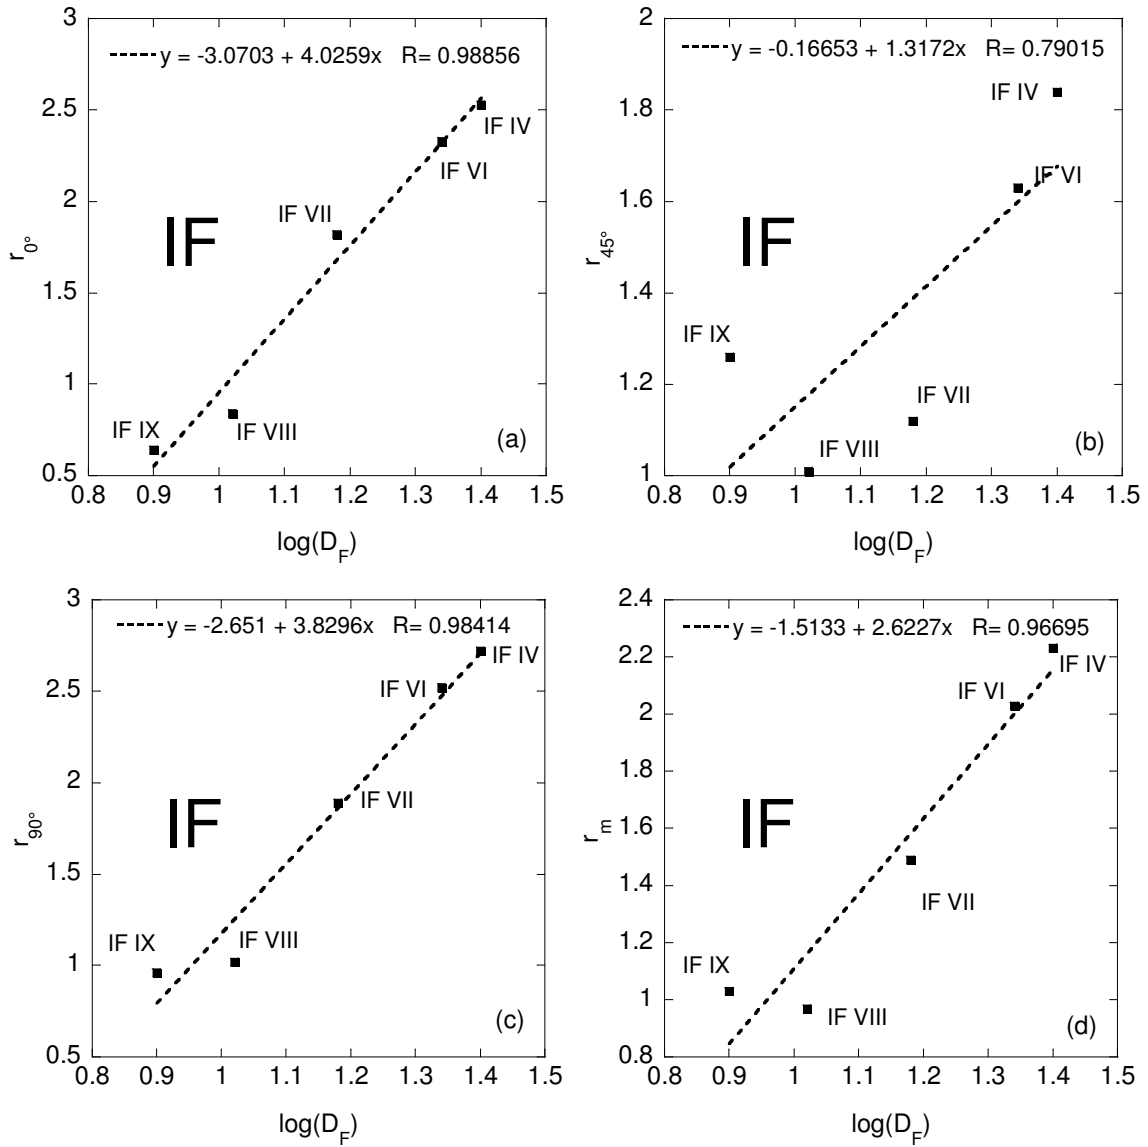 3
y = -3.0703 + 4.0259x R= 0.98856
2.5
IF IV
IF VI
2
IF VII
IF
r0°
1.5
1
IF IX
IF VIII
(a)
0.5
0.8 0.9 1 1.1 1.2 1.3 1.4 1.5
log(DF)
2
y = -0.16653 + 1.3172x R= 0.79015
IF IV
1.8
IF VI
1.6
IF
r45°
1.4
IF IX
1.2
IF VII
IF VIII
(b)
1
0.8 0.9 1 1.1 1.2 1.3 1.4 1.5
log(DF)
3
y = -2.651 + 3.8296x R= 0.98414
IF IV
2.5
IF VI
2
IF VII
IF
r90°
1.5
IF IX
IF VIII
1
(c)
0.5
0.8 0.9 1 1.1 1.2 1.3 1.4 1.5
log(DF)
2.4
y = -1.5133 + 2.6227x R= 0.96695
2.2
IF IV
IF VI
2
1.8
IF
rm
1.6
1.4
IF VII
1.2
IF IX
1
IF VIII
(d)
0.8
0.8 0.9 1 1.1 1.2 1.3 1.4 1.5
log(DF)